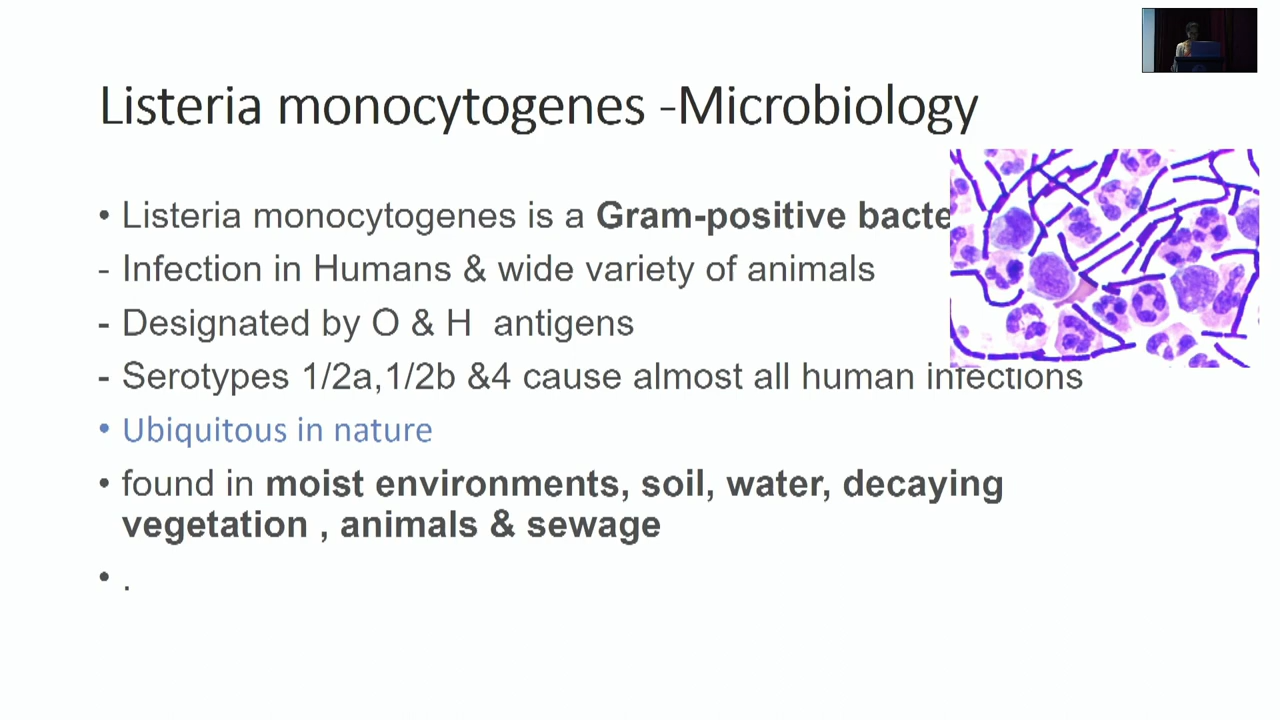 Listeria monocytogenes -Microbiology
• Listeria monocytogenes is a Gram-positive bacte
- Infection in Humans & wide variety of animals
- Designated by O & H antigens
- Serotypes 1/2a,1/2b &4 cause almost all human infections
• Ubiquitous in nature
• found in moist environments, soil, water, decaying
vegetation , animals & sewage
• .